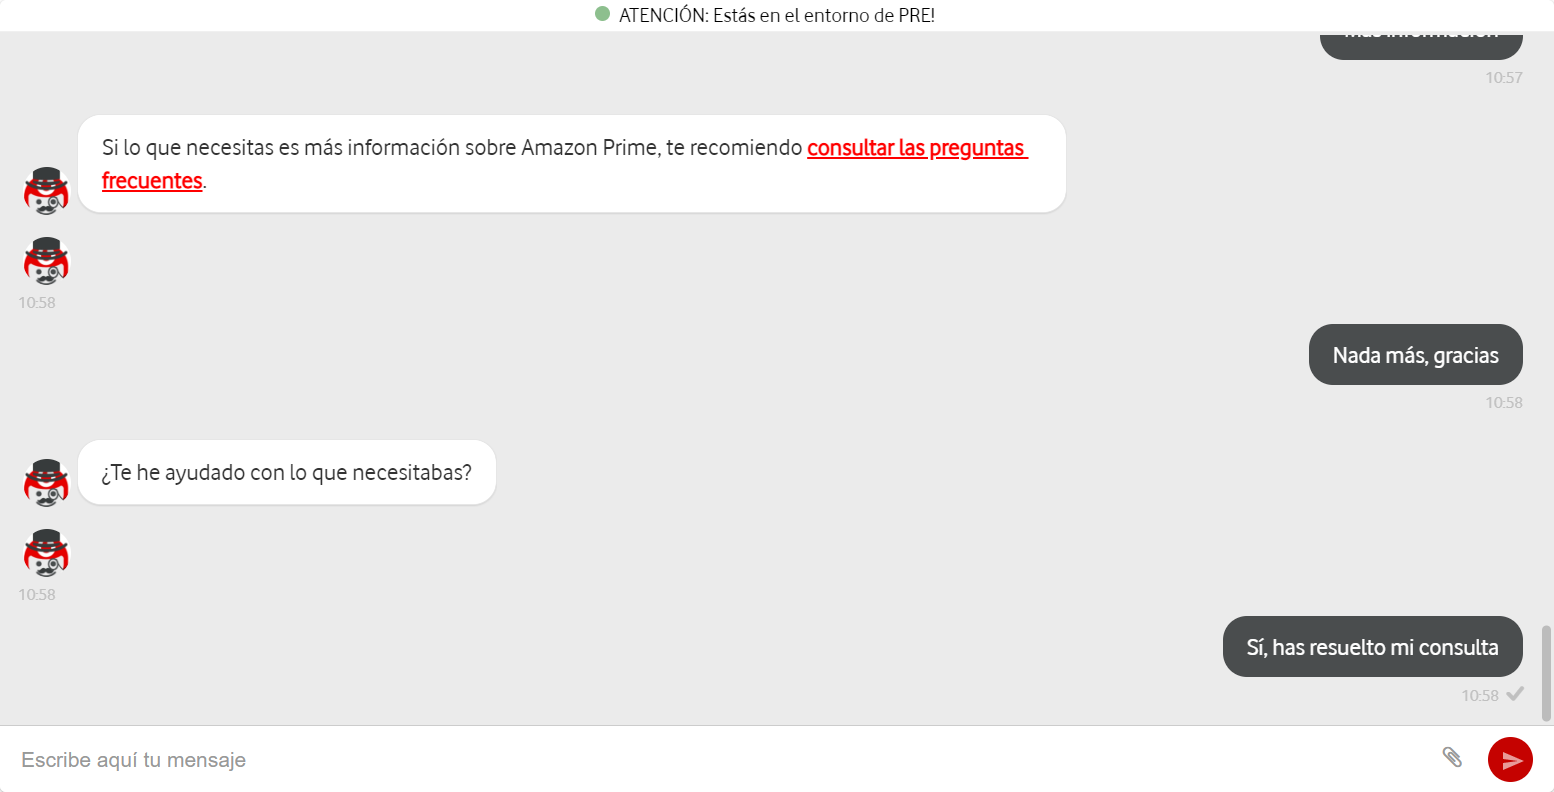 ATENCIÓN: Estás en el entorno de PRE!
10:57
Si lo que necesitas es más información sobre Amazon Prime, te recomiendo consultar las preguntas
frecuentes.
10:58
Nada más, gracias
10:58
¿Te he ayudado con lo que necesitabas?
10:58
Sí, has resuelto mi consulta
10:58
Escribe aquí tu mensaje